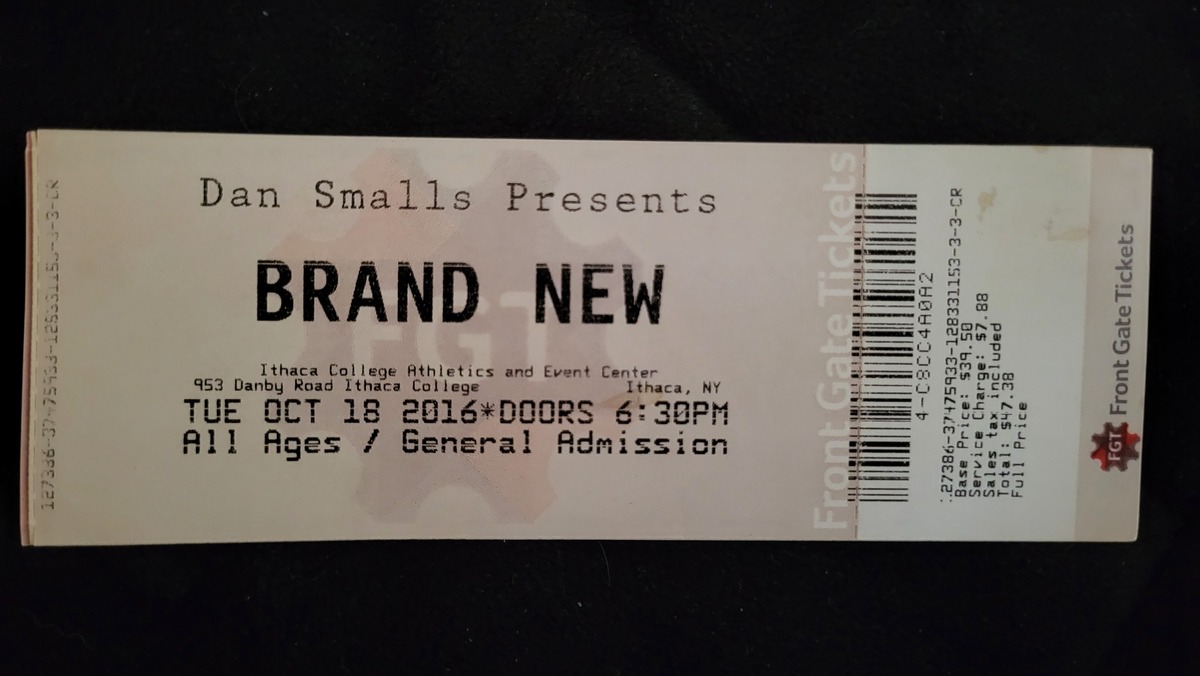 Dan Smalls Presents
BRAND NEW
Ithaca College Athletics and Event Center
953 Danby Road Ithaca College Ithaca, NY
TUE OCT 18 2016*DOORS 6:30PM
All Ages / General Admission
Front Gate Tickets
4-C8CC4A0A2
27386-37475933-128331153-3-3-CR
Base Price: $39.50
Service Charge: $7.88
Sales tax included
Total: $47.38
Full Price
FGT Front Gate Tickets
FGT